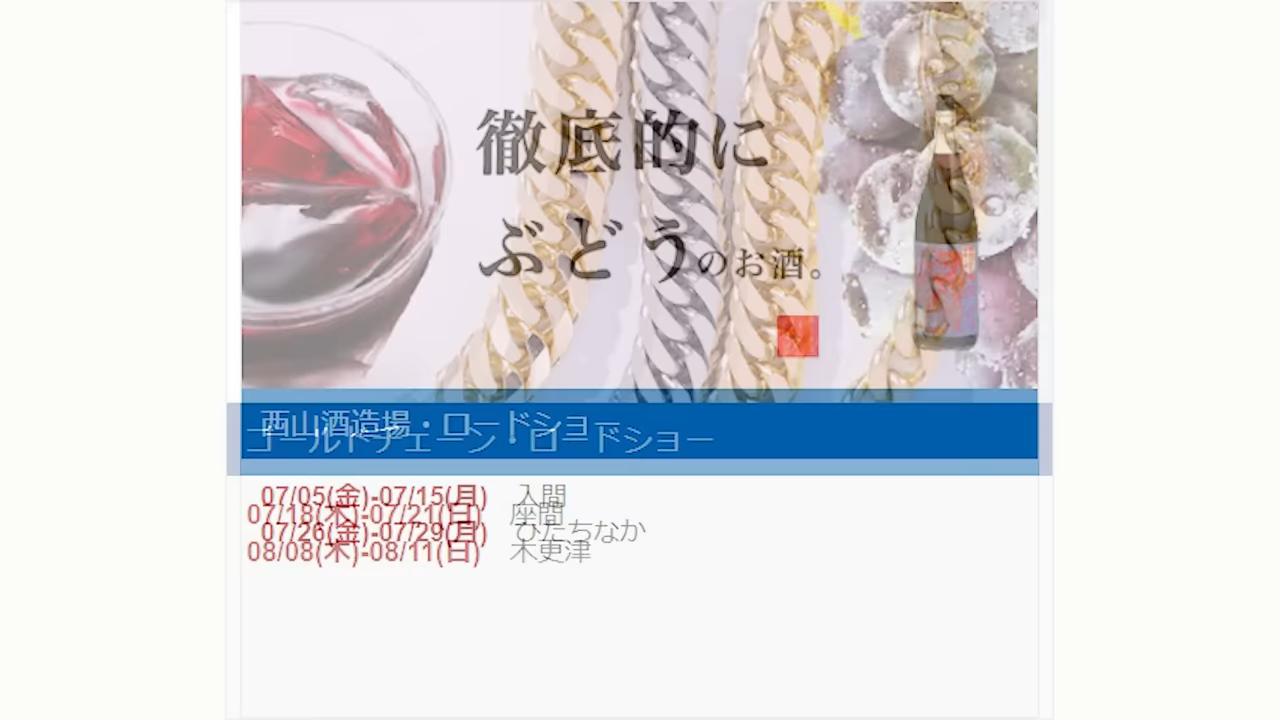 徹底的に
ぶどうのお酒。
西山酒造場・ロードショー
ゴールドチェーン・ロードショー
07/05(金)-07/15(月) 入間
07/18(木)-07/21(日) 座間
07/26(金)-07/29(月) ひたちなか
08/08(木)-08/11(日) 木更津